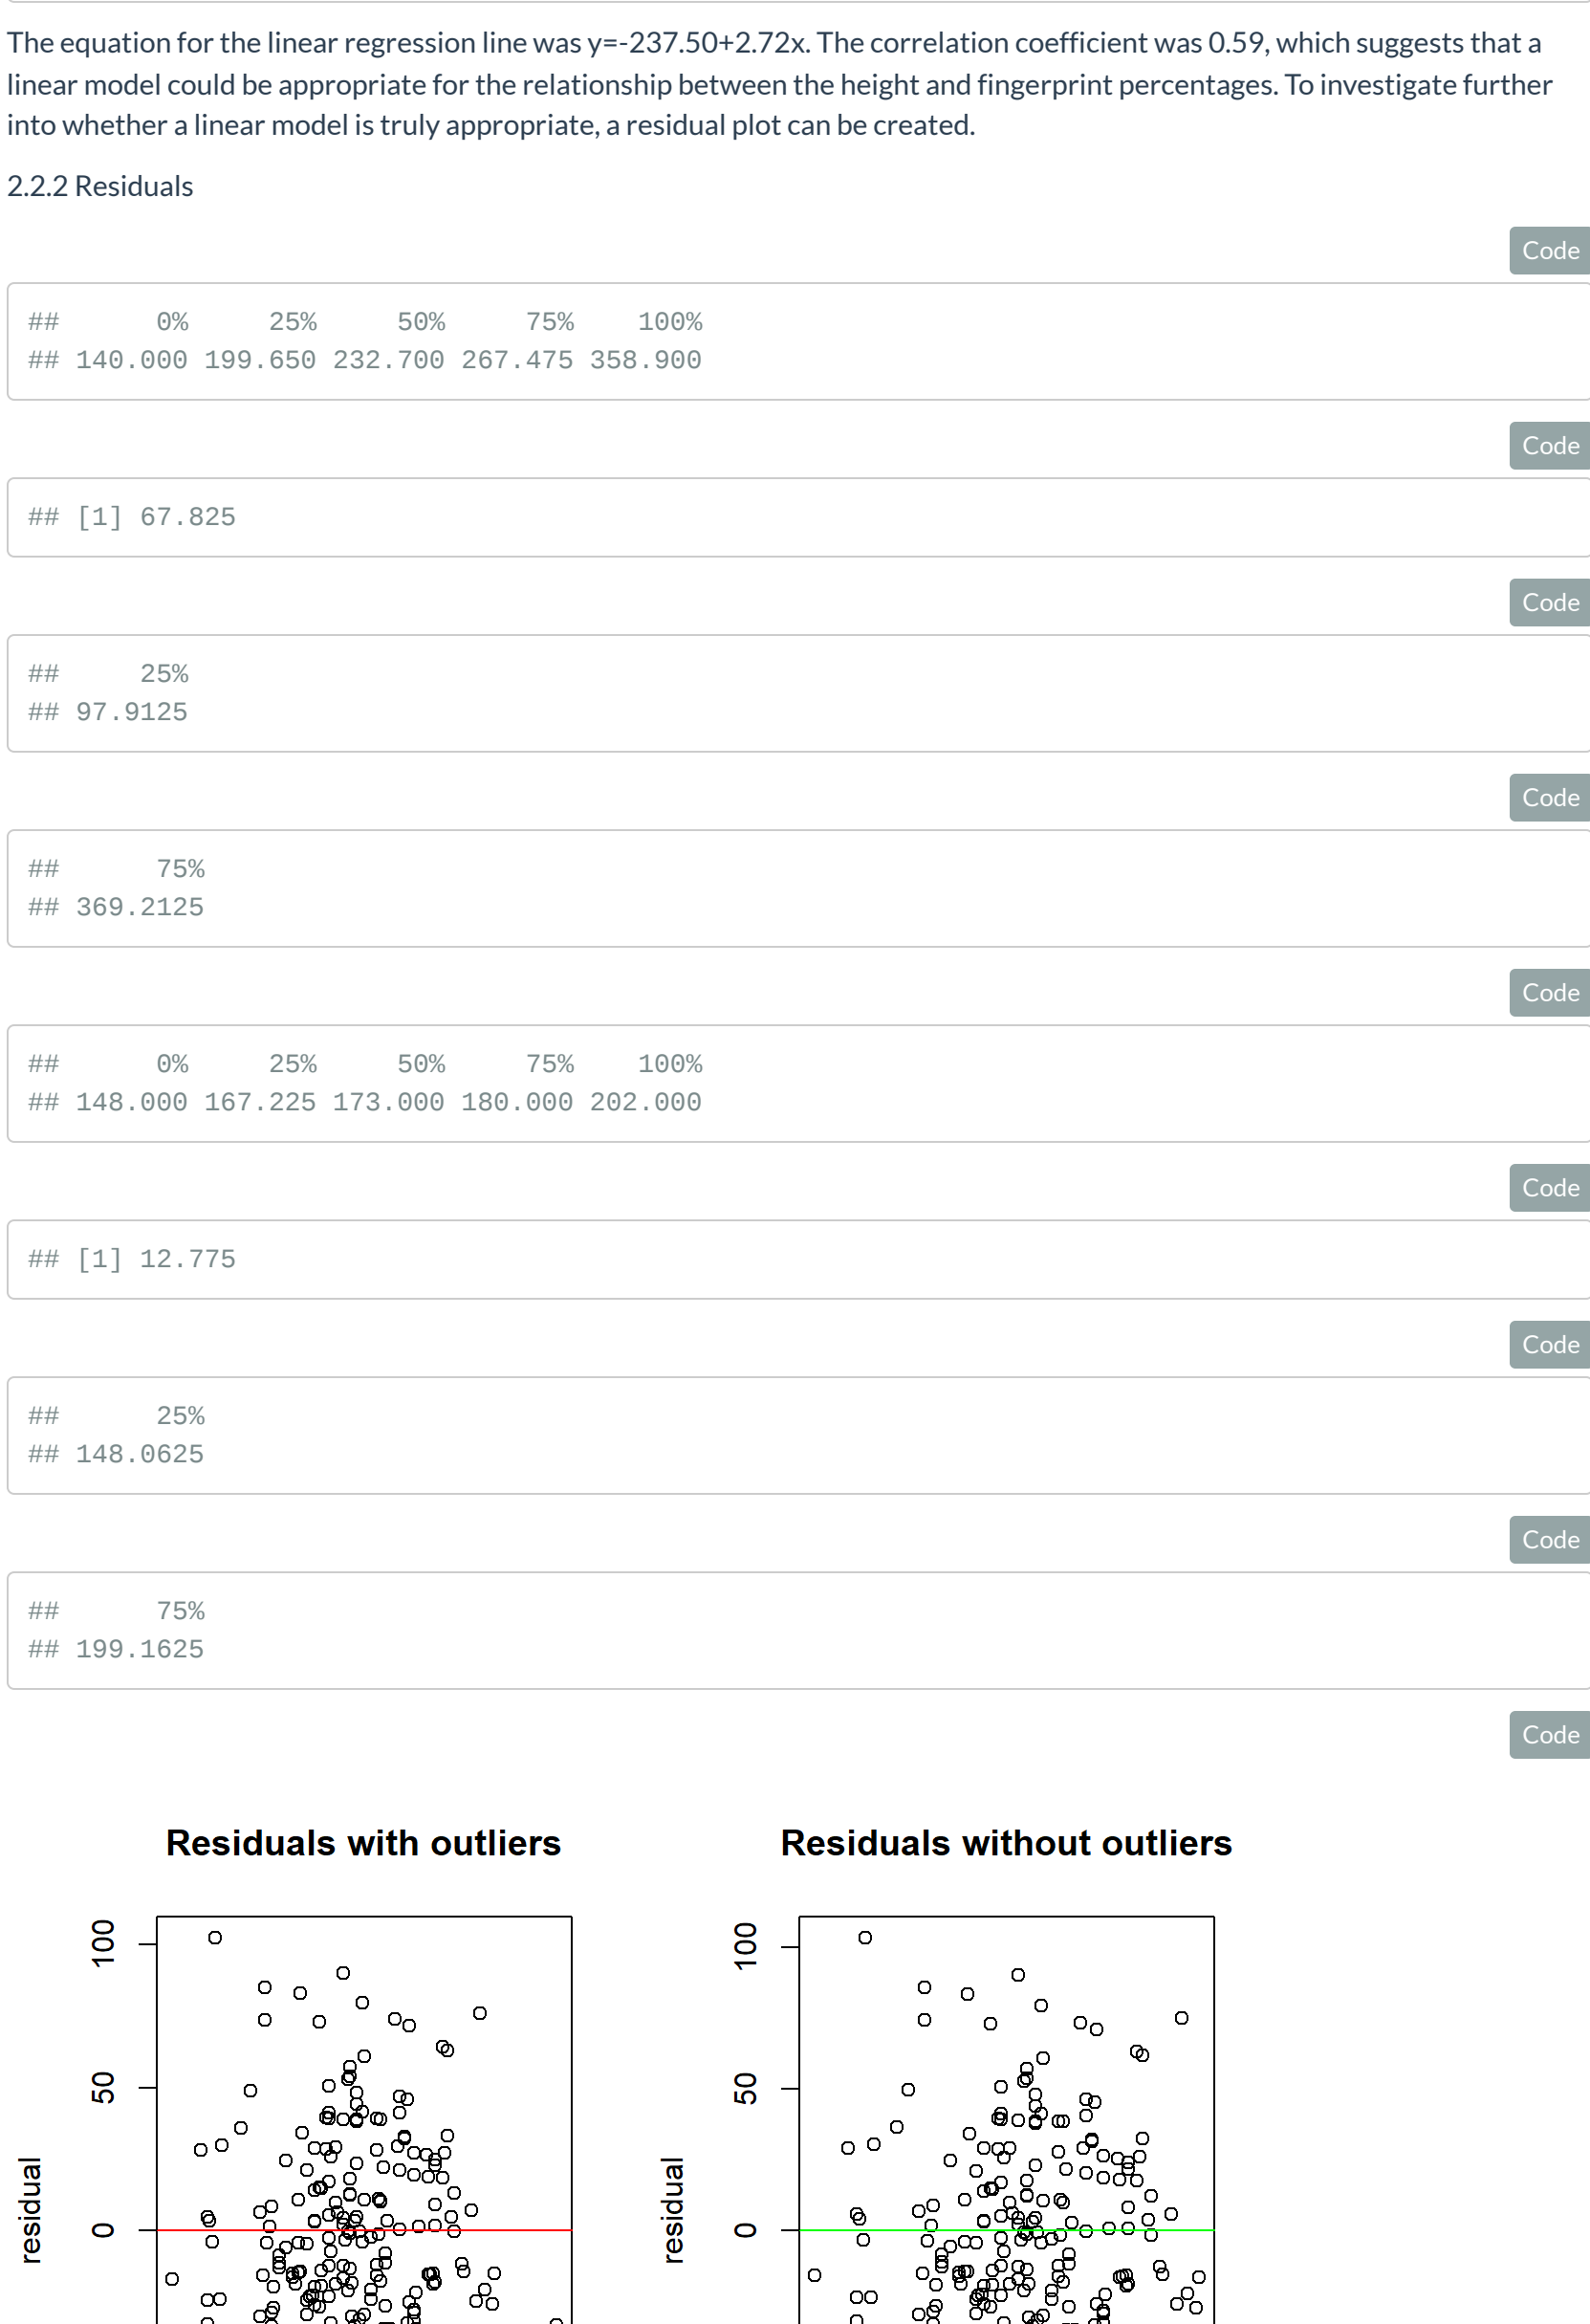 The equation for the linear regression line was y=-237.50+2.72x. The correlation coefficient was 0.59, which suggests that a
linear model could be appropriate for the relationship between the height and fingerprint percentages. To investigate further
into whether a linear model is truly appropriate, a residual plot can be created.
2.2.2 Residuals
Code
## 0% 25% 50% 75% 100%
## 140.000 199.650 232.700 267.475 358.900
Code
## [1] 67.825
Code
## 25%
## 97.9125
Code
## 75%
## 369.2125
Code
## 0% 25% 50% 75% 100%
## 148.000 167.225 173.000 180.000 202.000
Code
## [1] 12.775
Code
## 25%
## 148.0625
Code
## 75%
## 199.1625
Code
Residuals with outliers
100
50
0
residual
Residuals without outliers
100
50
0
residual